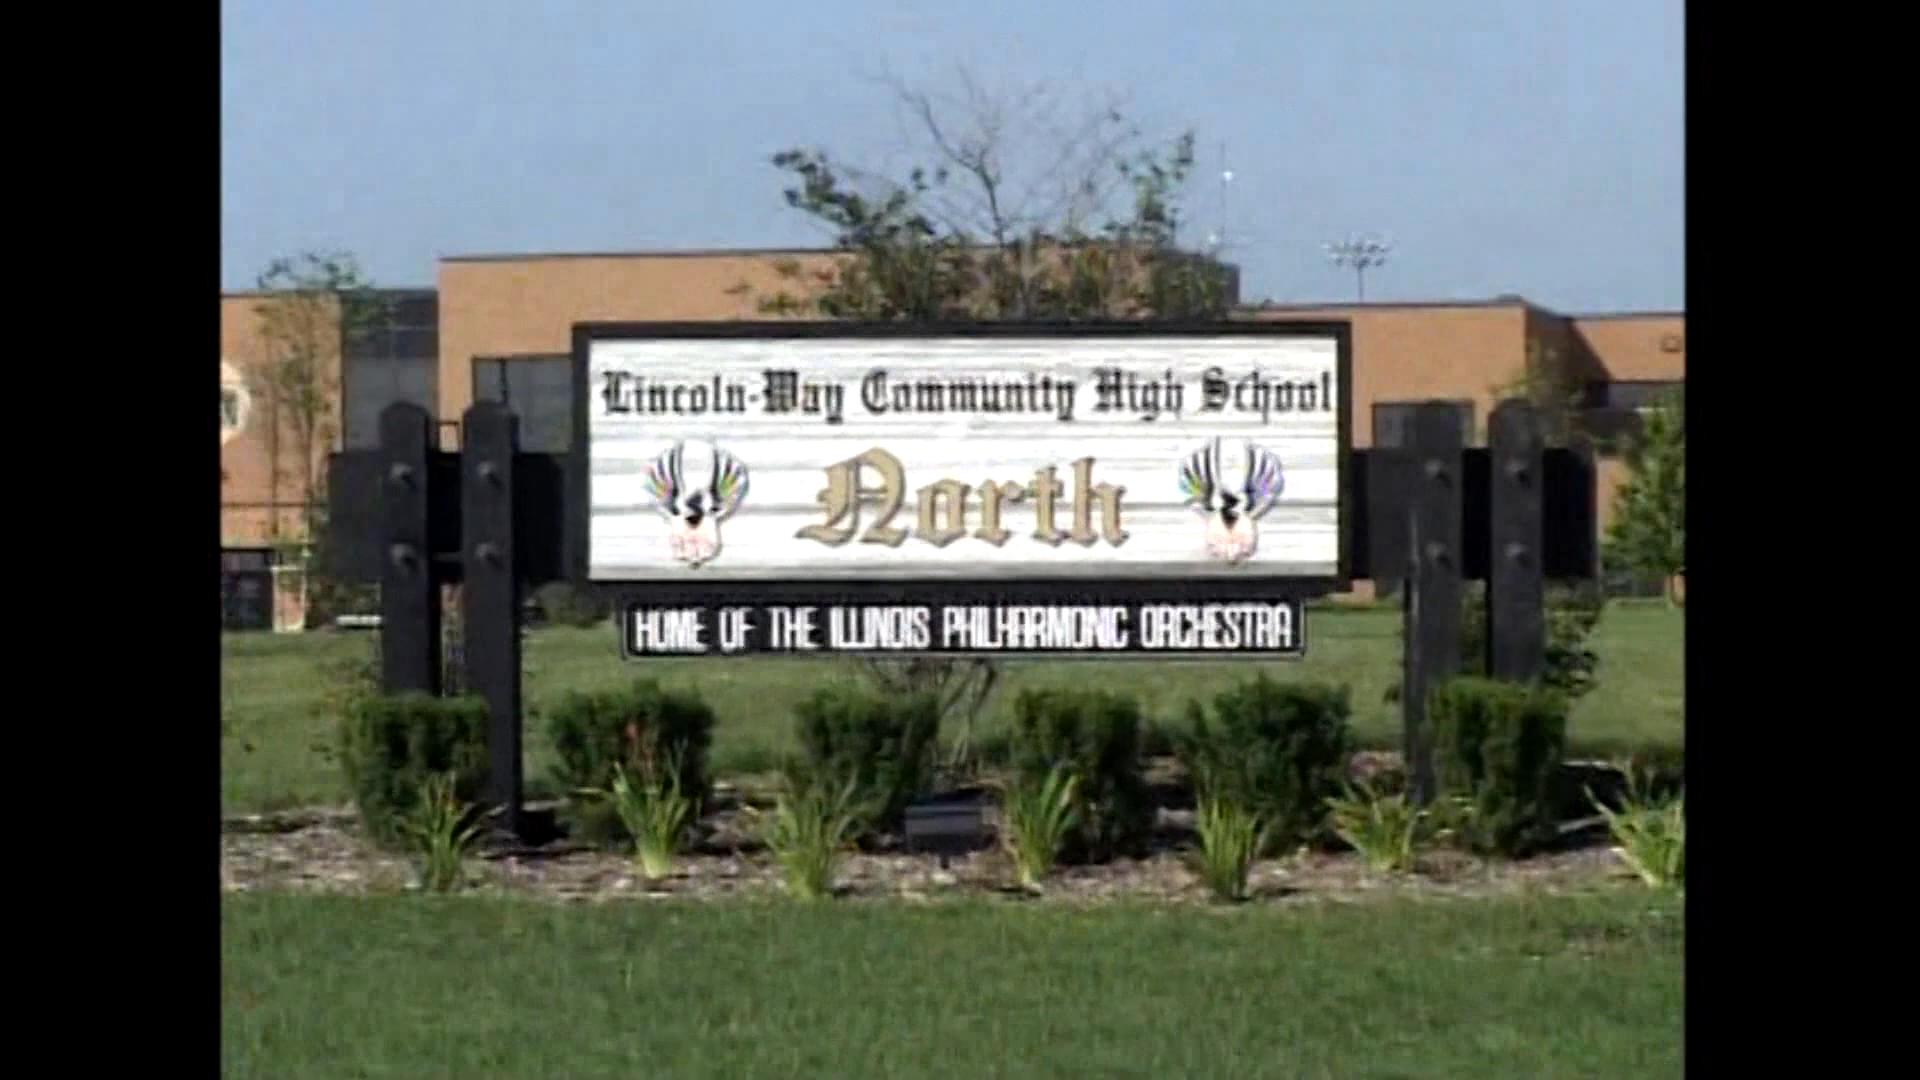 Lincoln-Way Community High School
North
HOME OF THE ILLINOIS PHILHARMONIC ORCHESTRA